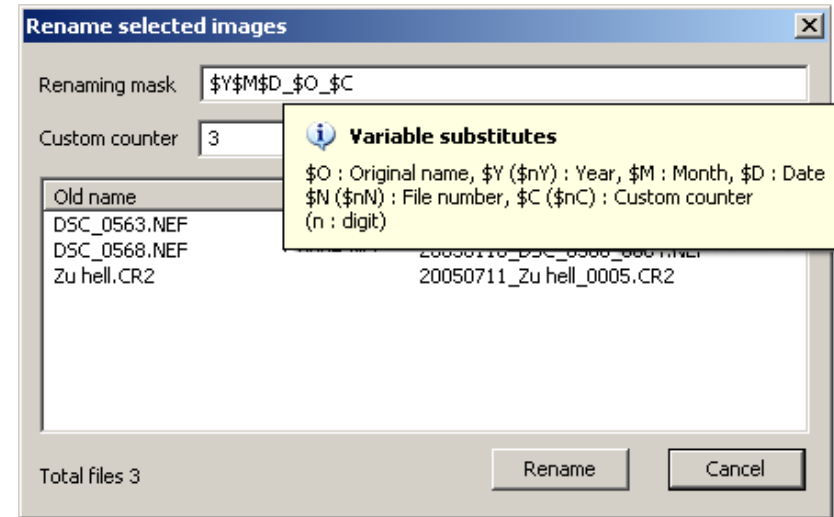 Rename selected images
Renaming mask $Y$M$D_$O_$C
Custom counter 3
Variable substitutes
$O : Original name, $Y ($nY) : Year, $M : Month, $D : Date
$N ($nN) : File number, $C ($nC) : Custom counter
(n : digit)
Old name
DSC_0563.NEF
DSC_0568.NEF
Zu hell.CR2 20050711_Zu hell_0005.CR2
Total files 3 Rename Cancel